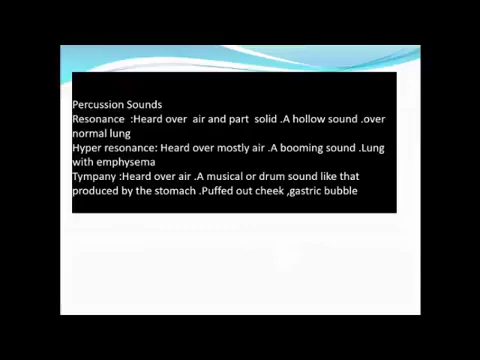 Percussion Sounds
Resonance  :Heard over  air and part  solid .A hollow sound .over
normal lung
Hyper resonance: Heard over mostly air .A booming sound .Lung
with emphysema
Tympany :Heard over air .A musical or drum sound like that
produced by the stomach .Puffed out cheek ,gastric bubble